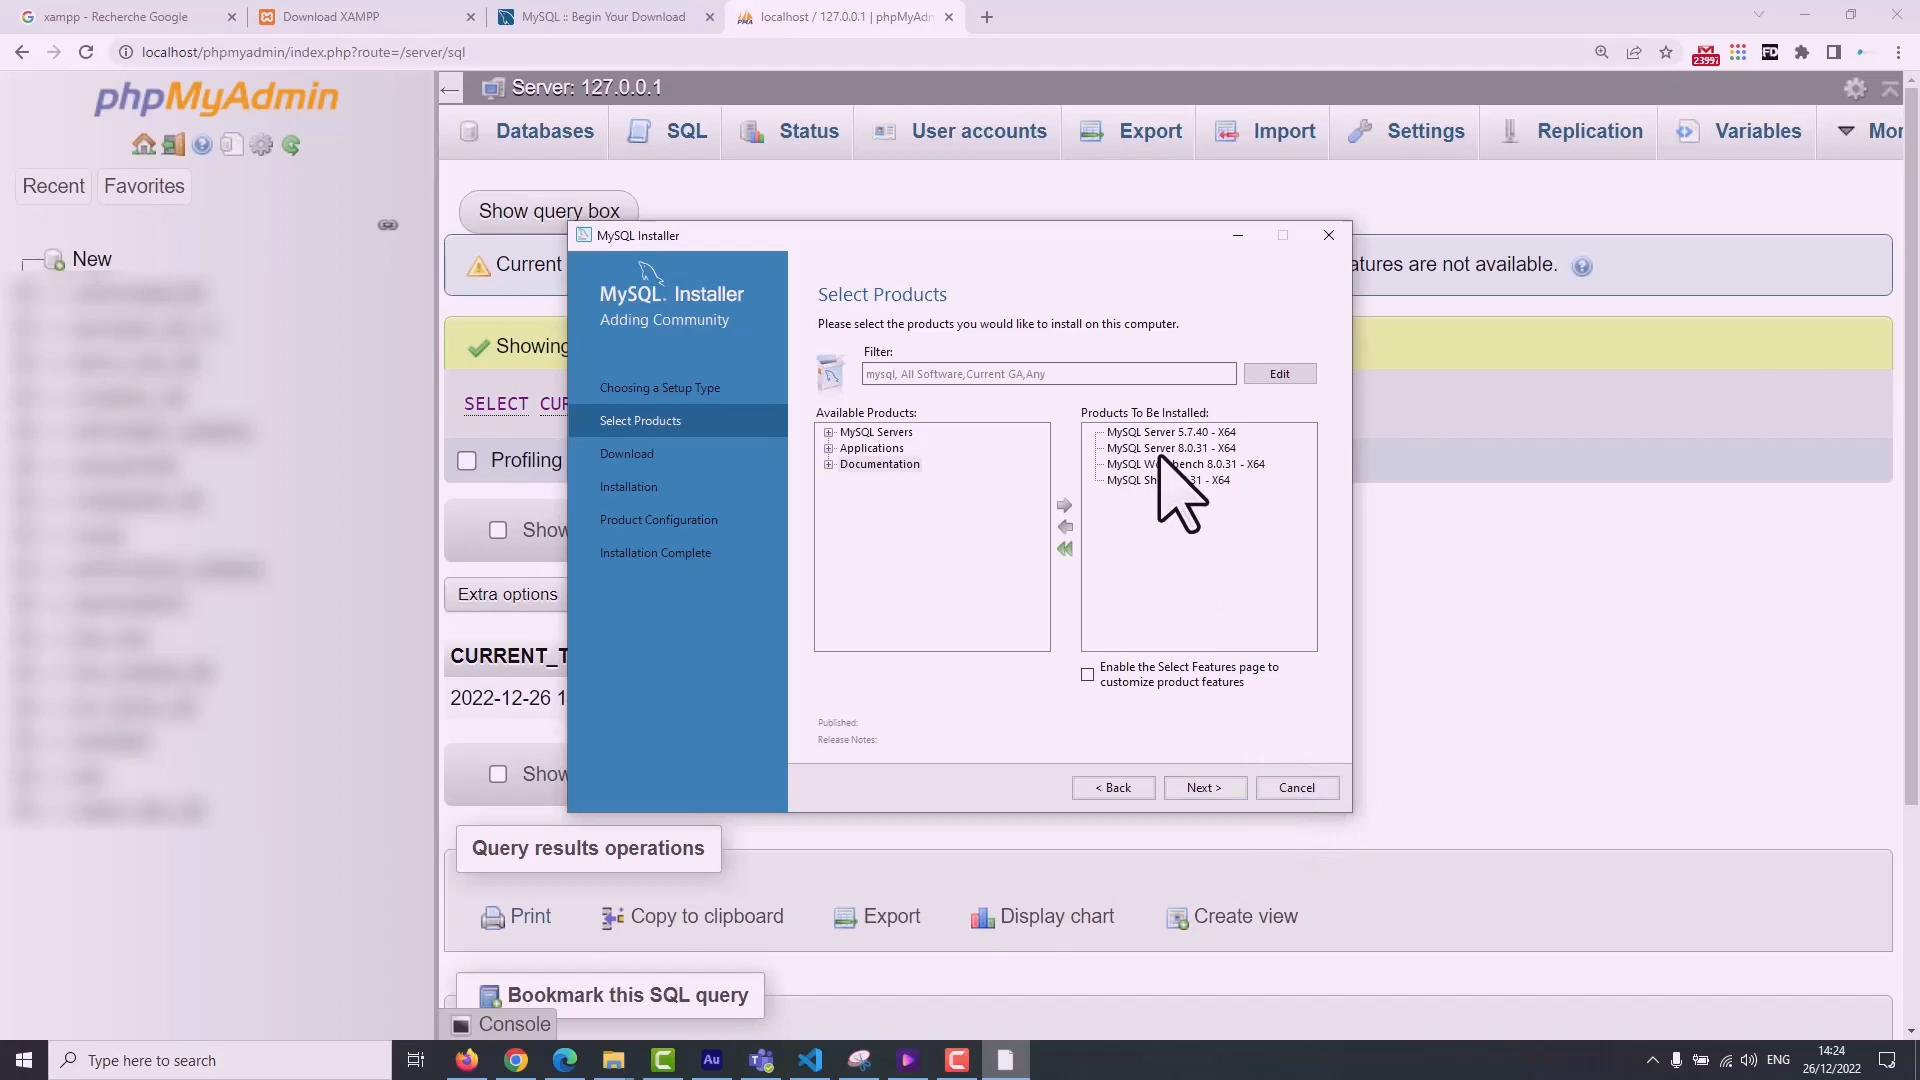 xampp - Recherche Google
Download XAMPP
MySQL :: Begin Your Download
localhost / 127.0.0.1 | phpMyAdm
localhost/phpmyadmin/index.php?route=/server/sql
23997
FD
phpMyAdmin
Recent
Favorites
New
Server: 127.0.0.1
Databases
SQL
Status
User accounts
Export
Import
Settings
Replication
Variables
Mor
Show query box
Current
atures are not available.
Showing
SELECT CUR
Profiling
Show
Extra options
CURRENT_T
2022-12-26 1
Show
Query results operations
Print
Copy to clipboard
Export
Display chart
Create view
Bookmark this SQL query
Console
MySQL Installer
MySQL. Installer
Adding Community
Choosing a Setup Type
Select Products
Download
Installation
Product Configuration
Installation Complete
Select Products
Please select the products you would like to install on this computer.
Filter:
mysql, All Software,Current GA,Any
Edit
Available Products:
MySQL Servers
Applications
Documentation
Products To Be Installed:
MySQL Server 5.7.40 - X64
MySQL Server 8.0.31 - X64
MySQL W bench 8.0.31 - X64
MySQL Sh 31 - X64
Enable the Select Features page to
customize product features
Published:
Release Notes:
< Back
Next >
Cancel
Type here to search
Au
ENG
14:24
26/12/2022